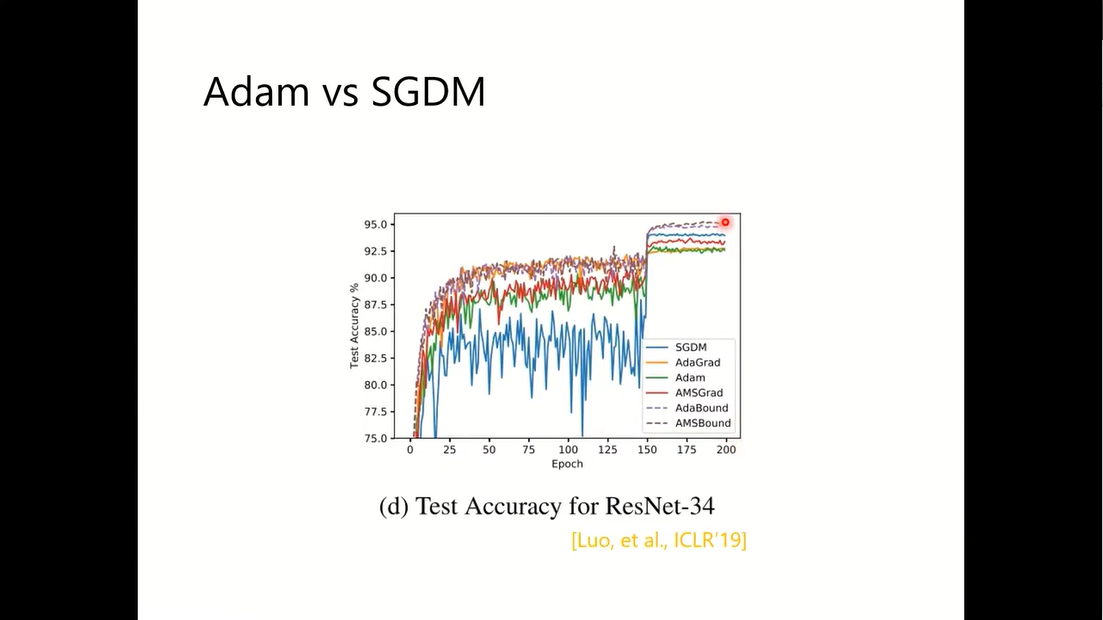 Adam vs SGDM
95.0
92.5
90.0
87.5
85.0
82.5
80.0
77.5
75.0
Test Accuracy %
0 25 50 75 100 125 150 175 200
Epoch
SGDM
AdaGrad
Adam
AMSGrad
AdaBound
AMSBound
(d) Test Accuracy for ResNet-34
[Luo, et al., ICLR'19]